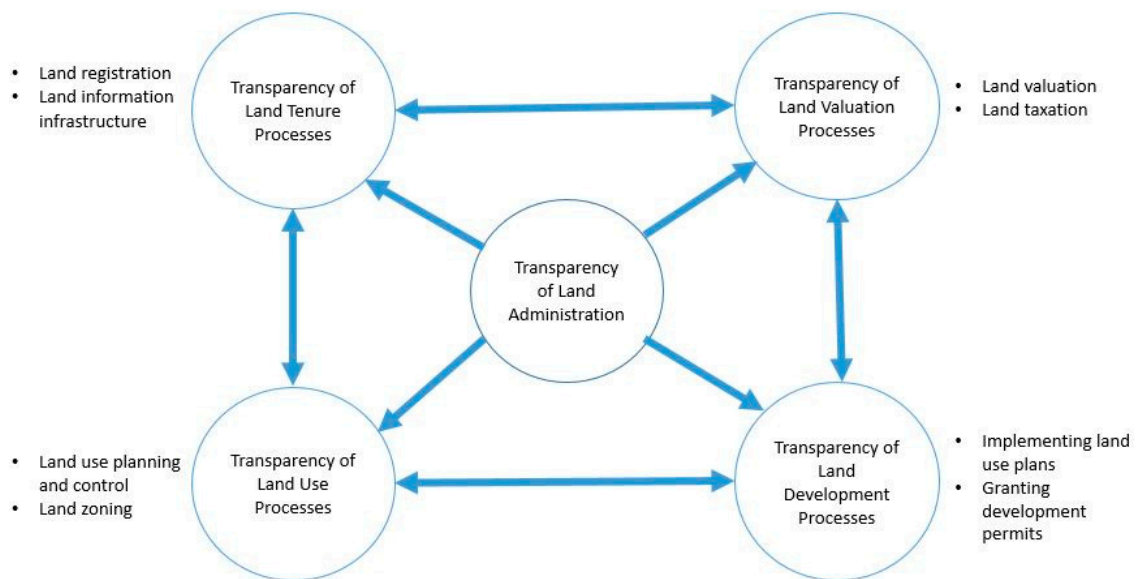 • Land registration
• Land information
infrastructure
Transparency of
Land Tenure
Processes
Transparency of
Land Valuation
Processes
• Land valuation
• Land taxation
Transparency
of Land
Administration
• Land use planning
and control
• Land zoning
Transparency of
Land Use
Processes
Transparency of
Land
Development
Processes
• Implementing land
use plans
• Granting
development
permits